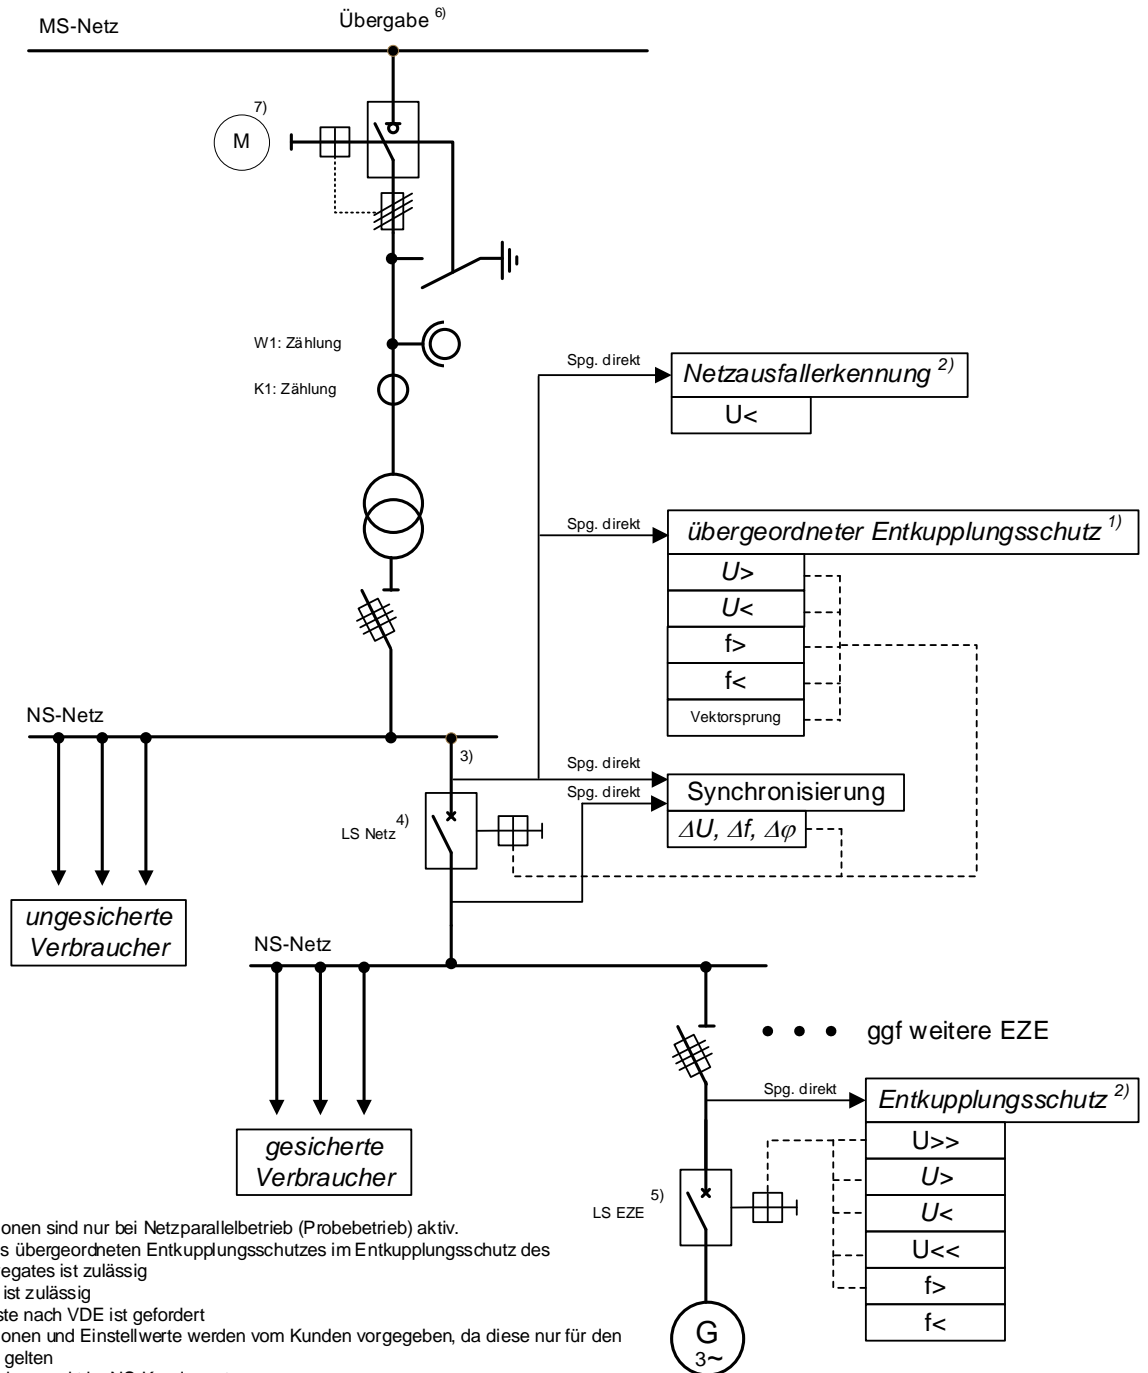 MS-Netz
Übergabe 6)
7)
M
W1: Zählung
K1: Zählung
Spg. direkt
Netzausfallerkennung 2)
U<
Spg. direkt
übergeordneter Entkupplungsschutz 1)
U>
U<
f>
f<
Vektorsprung
NS-Netz
3)
Spg. direkt
Spg. direkt
Synchronisierung
ΔU, Δf, Δφ
LS Netz 4)
ungesicherte
Verbraucher
NS-Netz
ggf weitere EZE
Spg. direkt
Entkupplungsschutz 2)
U>>
U>
U<
U<<
f>
f<
gesicherte
Verbraucher
LS EZE 5)
G
3~
onen sind nur bei Netzparallelbetrieb (Probebetrieb) aktiv.
s übergeordneten Entkupplungsschutzes im Entkupplungsschutz des
egates ist zulässig
ist zulässig
ste nach VDE ist gefordert
onen und Einstellwerte werden vom Kunden vorgegeben, da diese nur für den
gelten